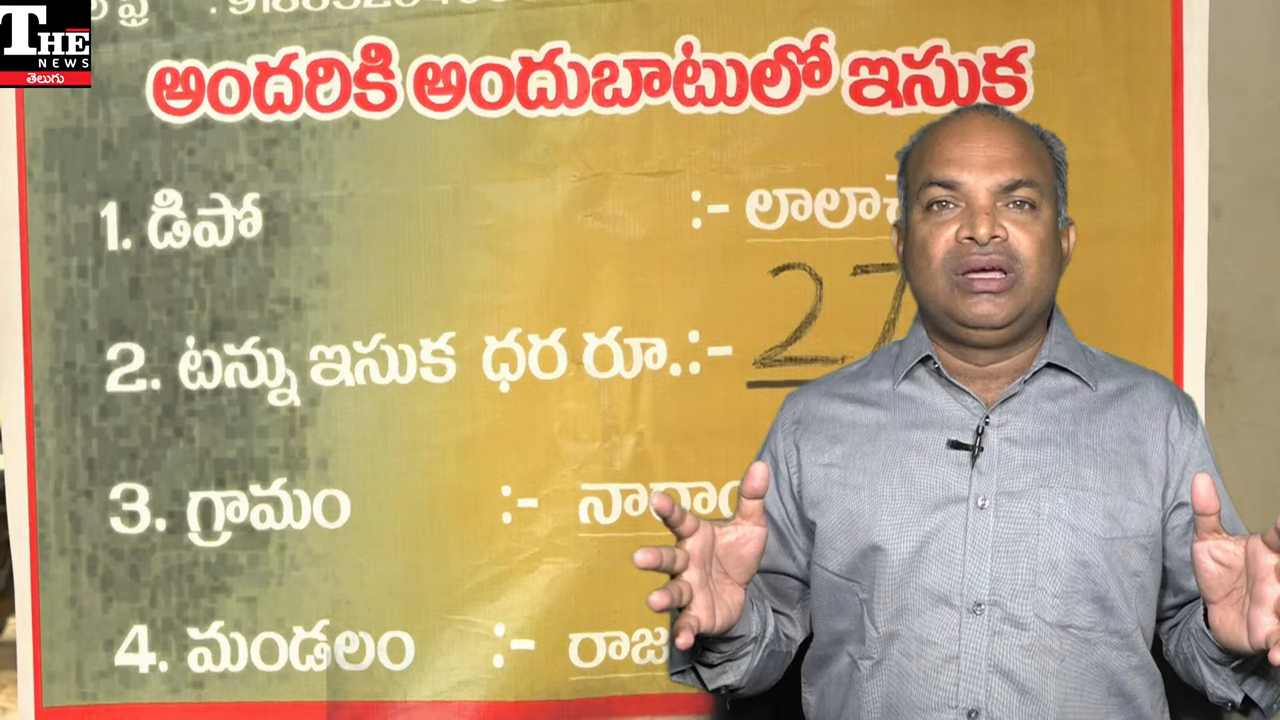 THE
NEWS
తెలుగు
అందరికి అందుబాటులో ఇసుక
1. డిపో :-
2. టన్ను ఇసుక ధర రూ.:- 27
3. గ్రామం :-
4. మండలం :-